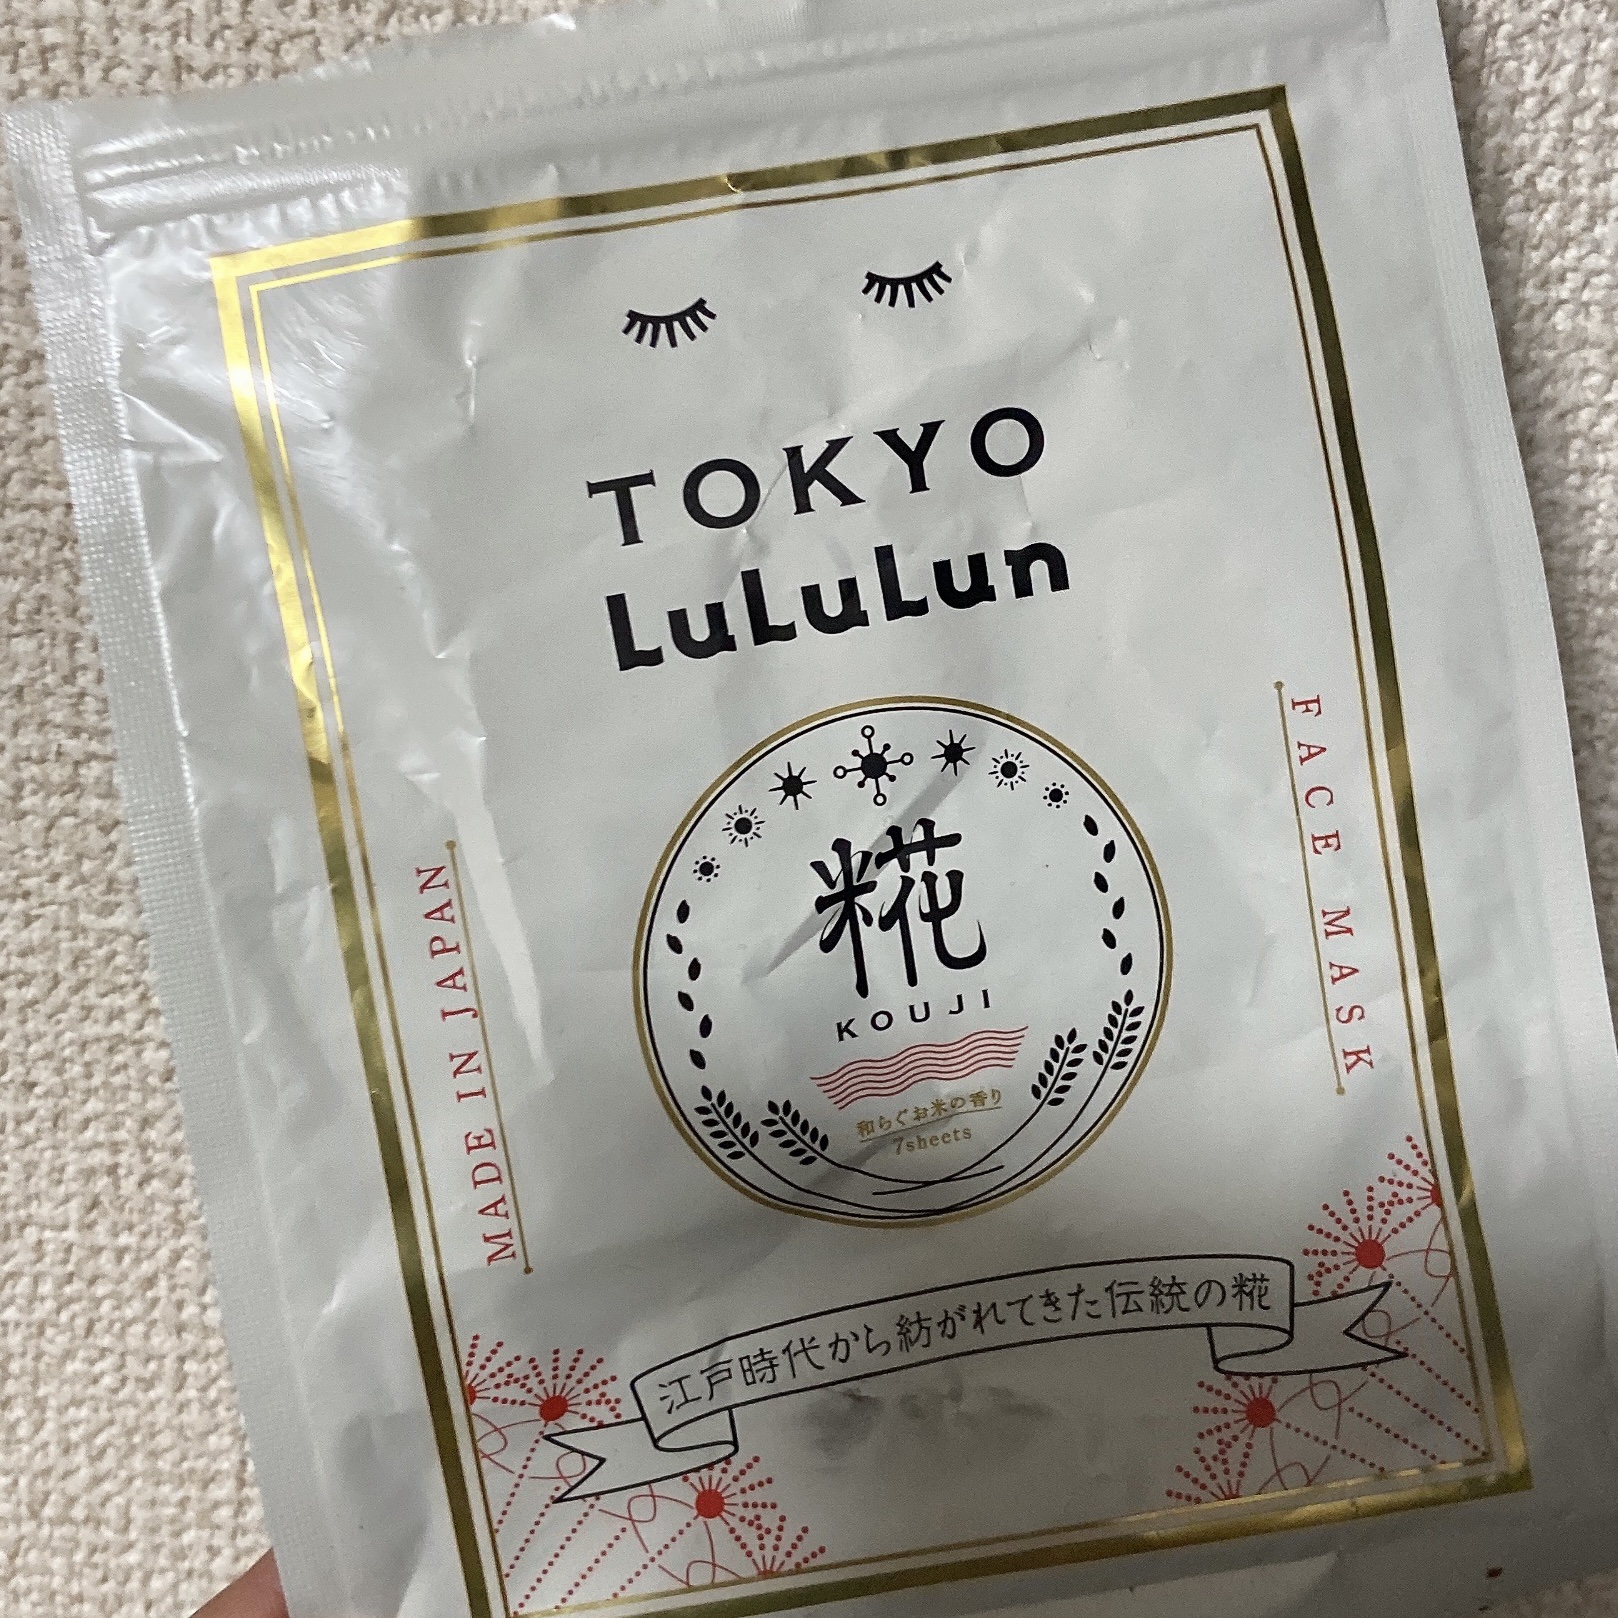 TOKYO
LuLuLun
FACE MASK
糀
KOUJI
和らぐお米の香り
7sheets
MADE IN JAPAN
江戸時代から紡がれてきた伝統の糀